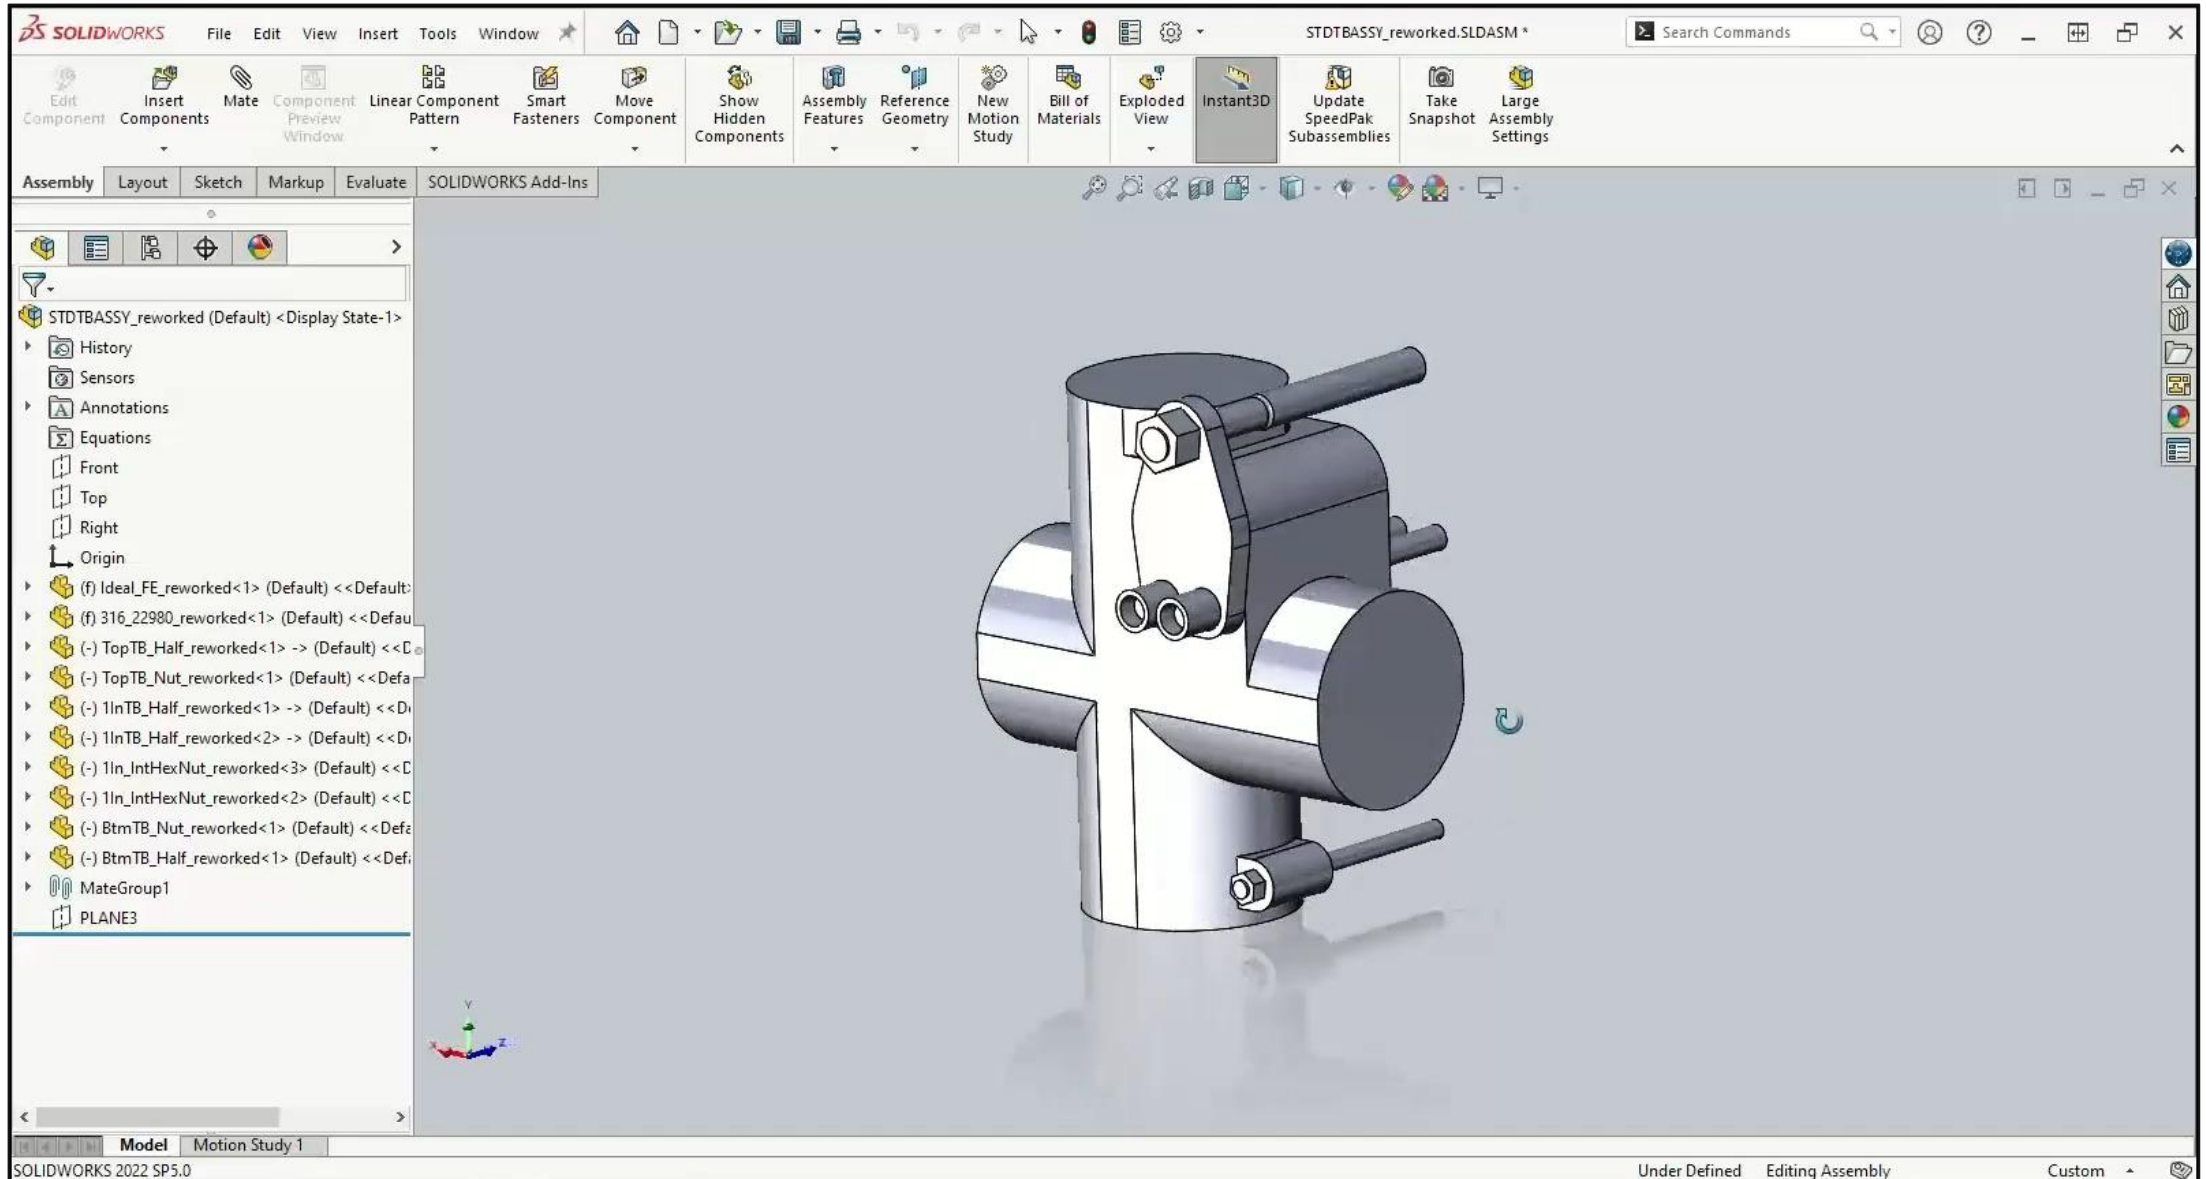 SOLIDWORKS File Edit View Insert Tools Window STDTBASSY_reworked.SLDASM * Search Commands
Edit Component
Insert Components
Mate
Component Preview Window
Linear Component Pattern
Smart Fasteners
Move Component
Show Hidden Components
Assembly Features
Reference Geometry
New Motion Study
Bill of Materials
Exploded View
Instant3D
Update SpeedPak Subassemblies
Take Snapshot
Large Assembly Settings
Assembly Layout Sketch Markup Evaluate SOLIDWORKS Add-Ins
STDTBASSY_reworked (Default) <Display State-1>
History
Sensors
Annotations
Equations
Front
Top
Right
Origin
(f) Ideal_FE_reworked<1> (Default) <<Default>
(f) 316_22980_reworked<1> (Default) <<Defau
(-) TopTB_Half_reworked<1> -> (Default) <<D
(-) TopTB_Nut_reworked<1> (Default) <<Defa
(-) 1InTB_Half_reworked<1> -> (Default) <<D
(-) 1InTB_Half_reworked<2> -> (Default) <<D
(-) 1In_IntHexNut_reworked<3> (Default) <<D
(-) 1In_IntHexNut_reworked<2> (Default) <<D
(-) BtmTB_Nut_reworked<1> (Default) <<Defa
(-) BtmTB_Half_reworked<1> (Default) <<Def
MateGroup1
PLANE3
Y
X Z
Model Motion Study 1
SOLIDWORKS 2022 SP5.0 Under Defined Editing Assembly Custom